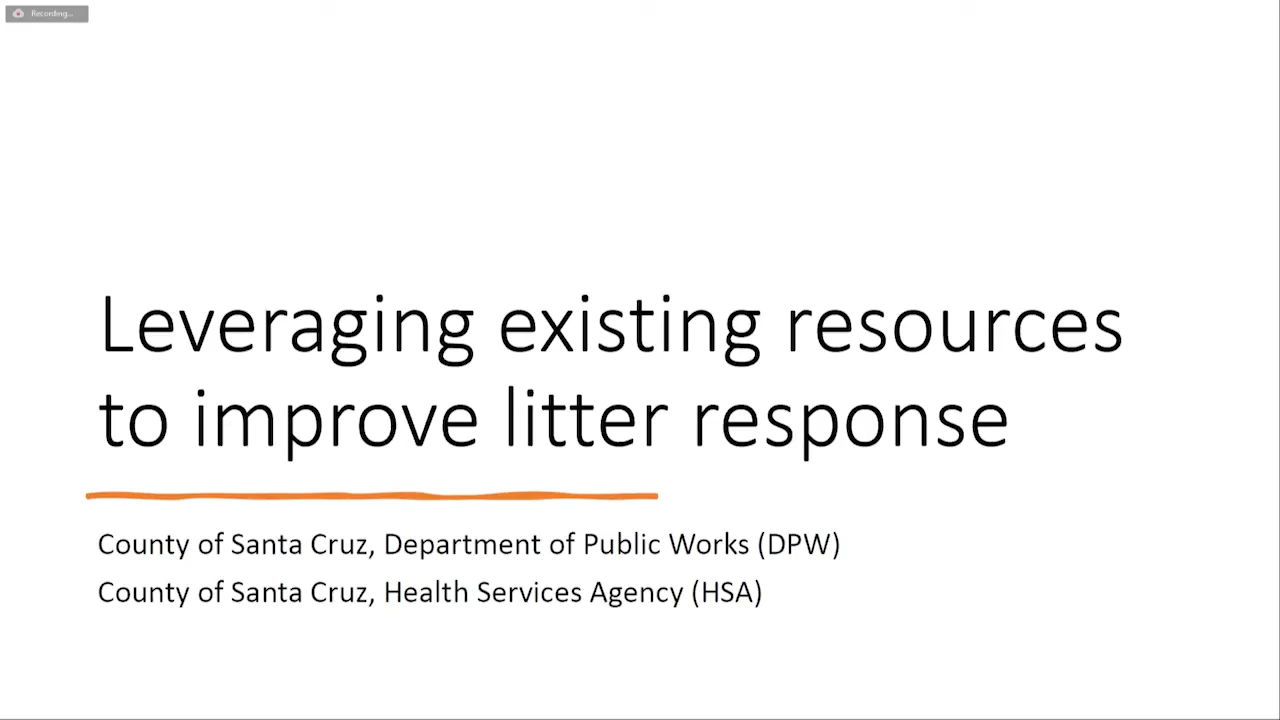 Recording...
Leveraging existing resources
to improve litter response
County of Santa Cruz, Department of Public Works (DPW)
County of Santa Cruz, Health Services Agency (HSA)